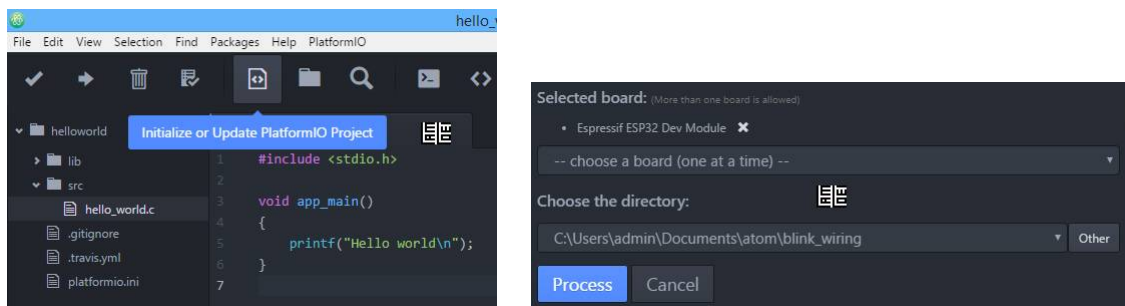 hello_
File Edit View Selection Find Packages Help PlatformIO
helloworld
Initialize or Update PlatformIO Project
lib
src
hello_world.c
.gitignore
.travis.yml
platformio.ini
1 #include <stdio.h>
2
3 void app_main()
4 {
5 printf("Hello world\n");
6 }
7
Selected board: (More than one board is allowed)
• Espressif ESP32 Dev Module ✖
-- choose a board (one at a time) --
Choose the directory:
C:\Users\admin\Documents\atom\blink_wiring
Other
Process Cancel